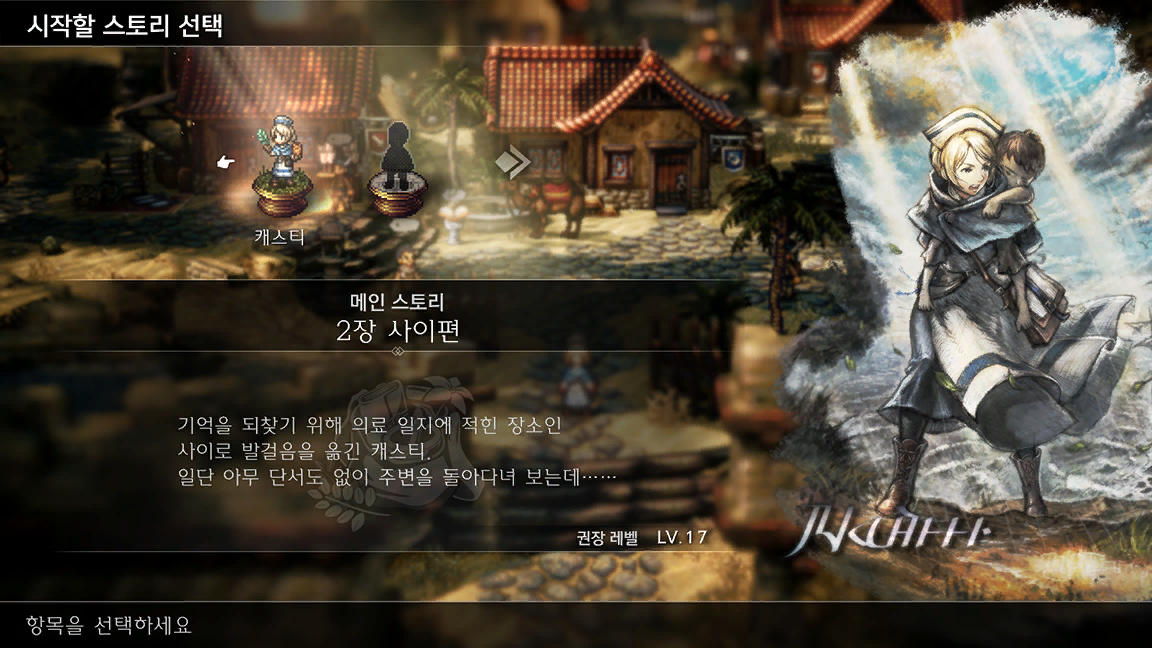 시작할 스토리 선택
캐스티
메인 스토리
2장 사이편
기억을 되찾기 위해 의료 일지에 적힌 장소인
사이로 발걸음을 옮긴 캐스티.
일단 아무 단서도 없이 주변을 돌아다녀 보는데……
권장 레벨 LV.17
항목을 선택하세요